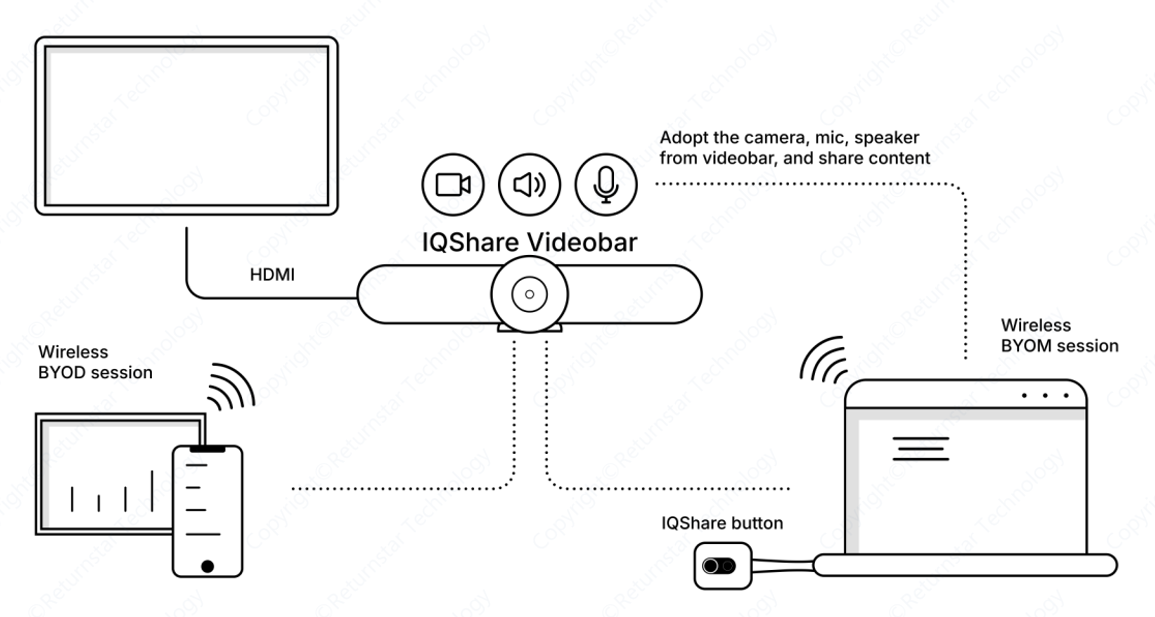 Adopt the camera, mic, speaker
from videobar, and share content
IQShare Videobar
HDMI
Wireless
BYOM session
Wireless
BYOD session
IQShare button
Copyright©Returnstar Technology